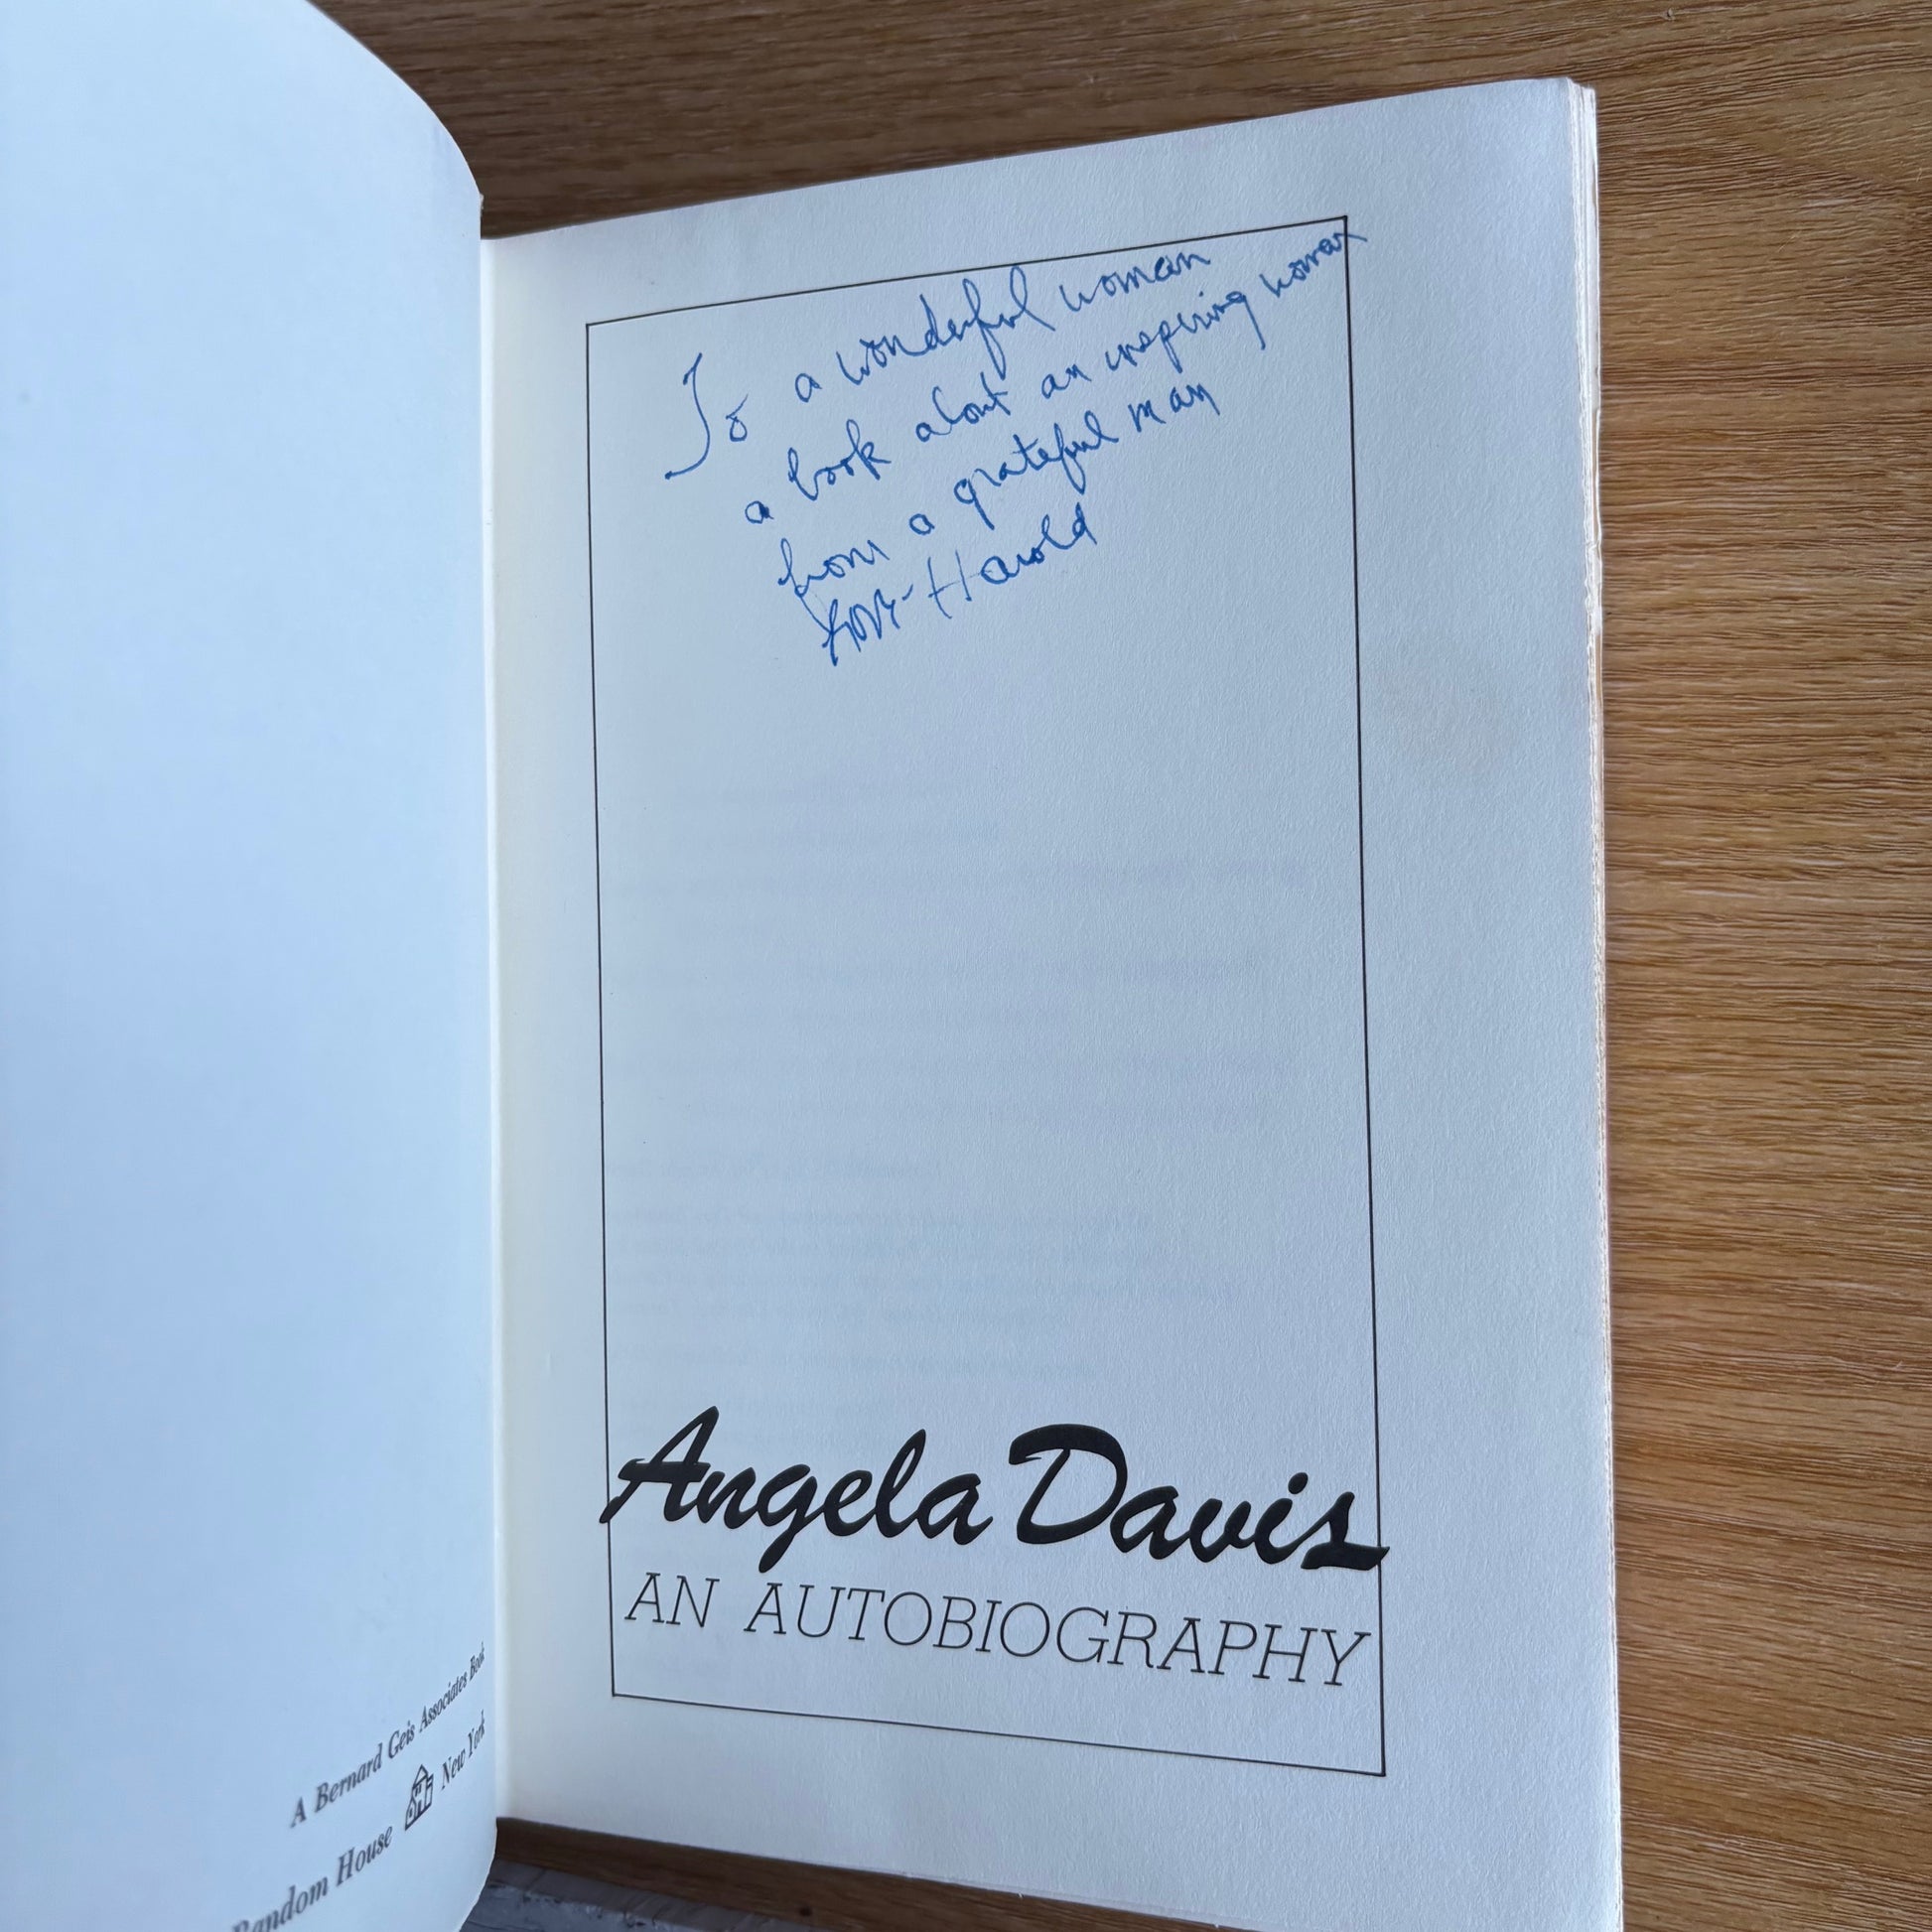 A Bernard Geis Associates Book
Random House New York
To a wonderful woman
a book about an inspiring woman
from a grateful man
Love - Harold
Angela Davis
AN AUTOBIOGRAPHY